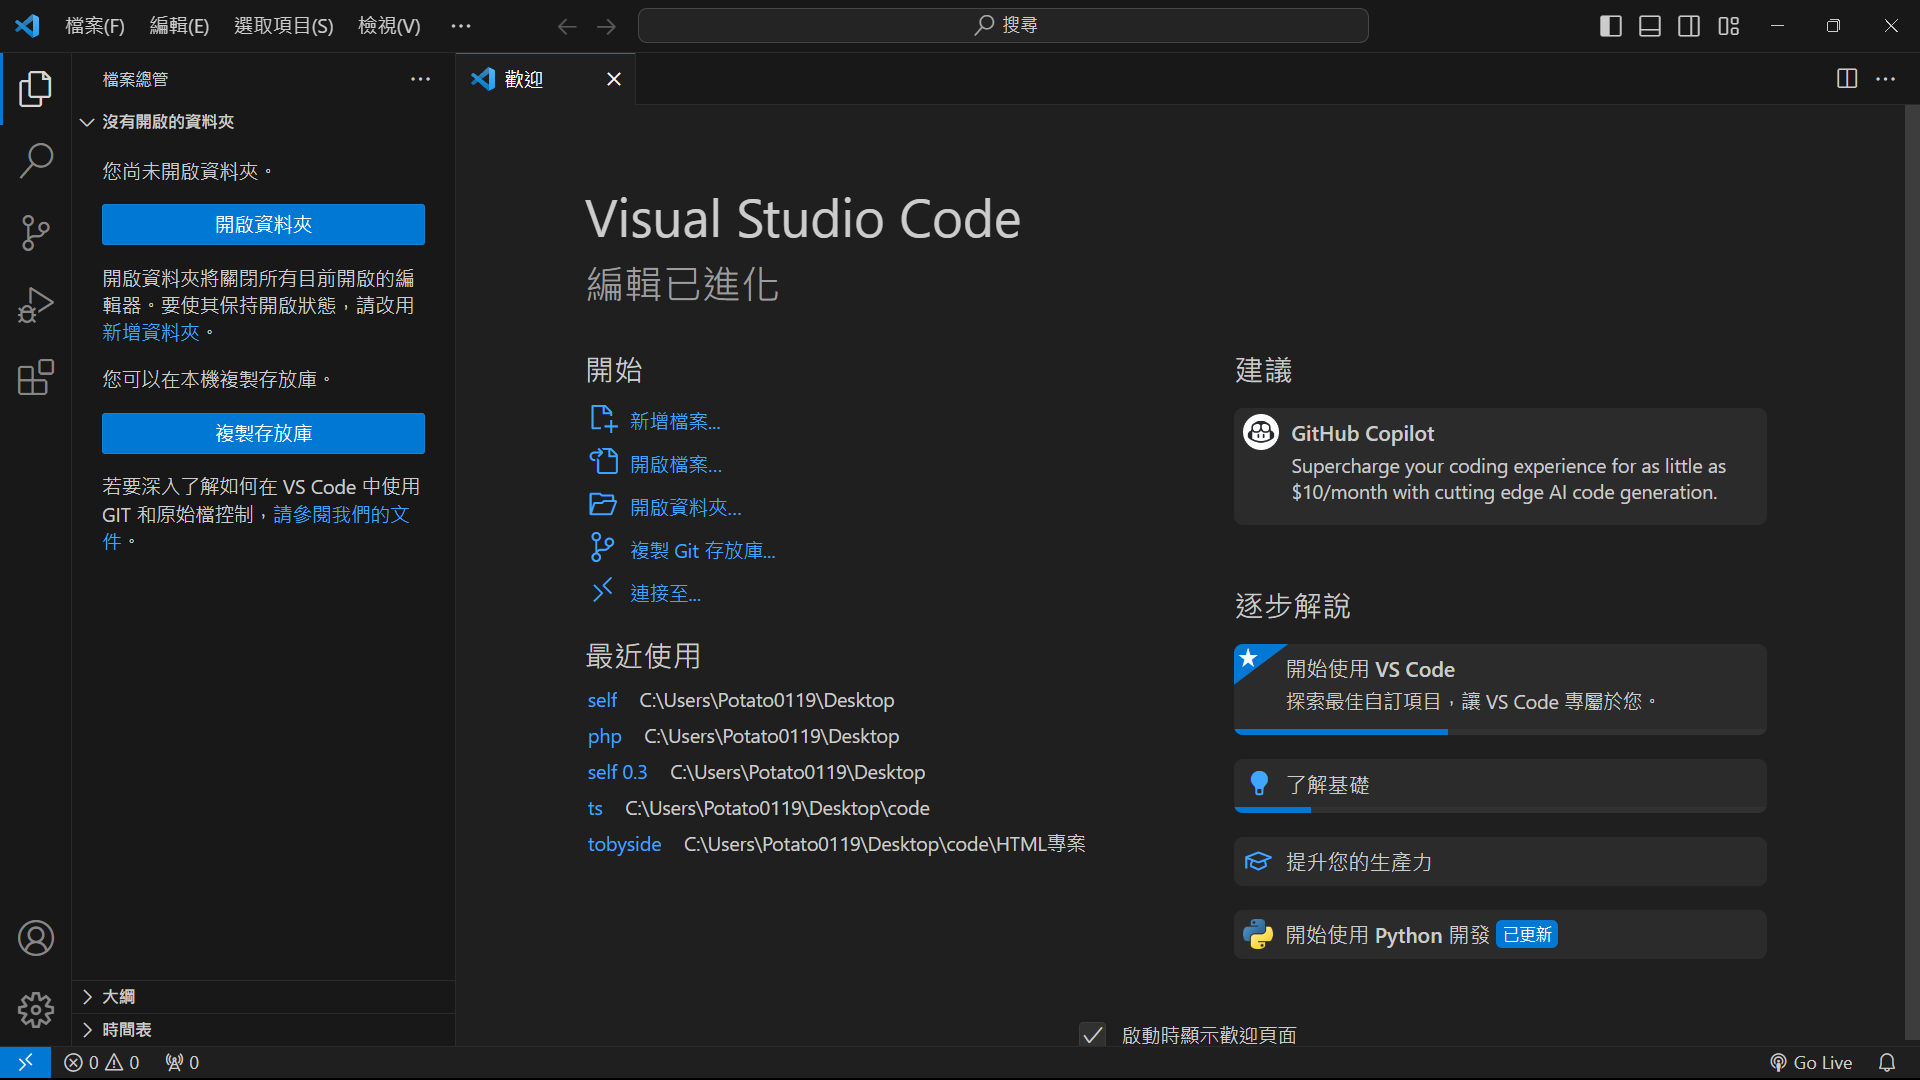 檔案(F) 編輯(E) 選取項目(S) 檢視(V) ···
搜尋
檔案總管
沒有開啟的資料夾
您尚未開啟資料夾。
開啟資料夾
開啟資料夾將關閉所有目前開啟的編
輯器。要使其保持開啟狀態，請改用
新增資料夾。
您可以在本機複製存放庫。
複製存放庫
若要深入了解如何在 VS Code 中使用
GIT 和原始檔控制，請參閱我們的文
件。
大綱
時間表
歡迎
Visual Studio Code
編輯已進化
開始
新增檔案...
開啟檔案...
開啟資料夾...
複製 Git 存放庫...
連接至...
最近使用
self C:\Users\Potato0119\Desktop
php C:\Users\Potato0119\Desktop
self 0.3 C:\Users\Potato0119\Desktop
ts C:\Users\Potato0119\Desktop\code
tobyside C:\Users\Potato0119\Desktop\code\HTML專案
建議
GitHub Copilot
Supercharge your coding experience for as little as
$10/month with cutting edge AI code generation.
逐步解說
開始使用 VS Code
探索最佳自訂項目，讓 VS Code 專屬於您。
了解基礎
提升您的生產力
開始使用 Python 開發 已更新
啟動時顯示歡迎頁面
0 0 0
Go Live